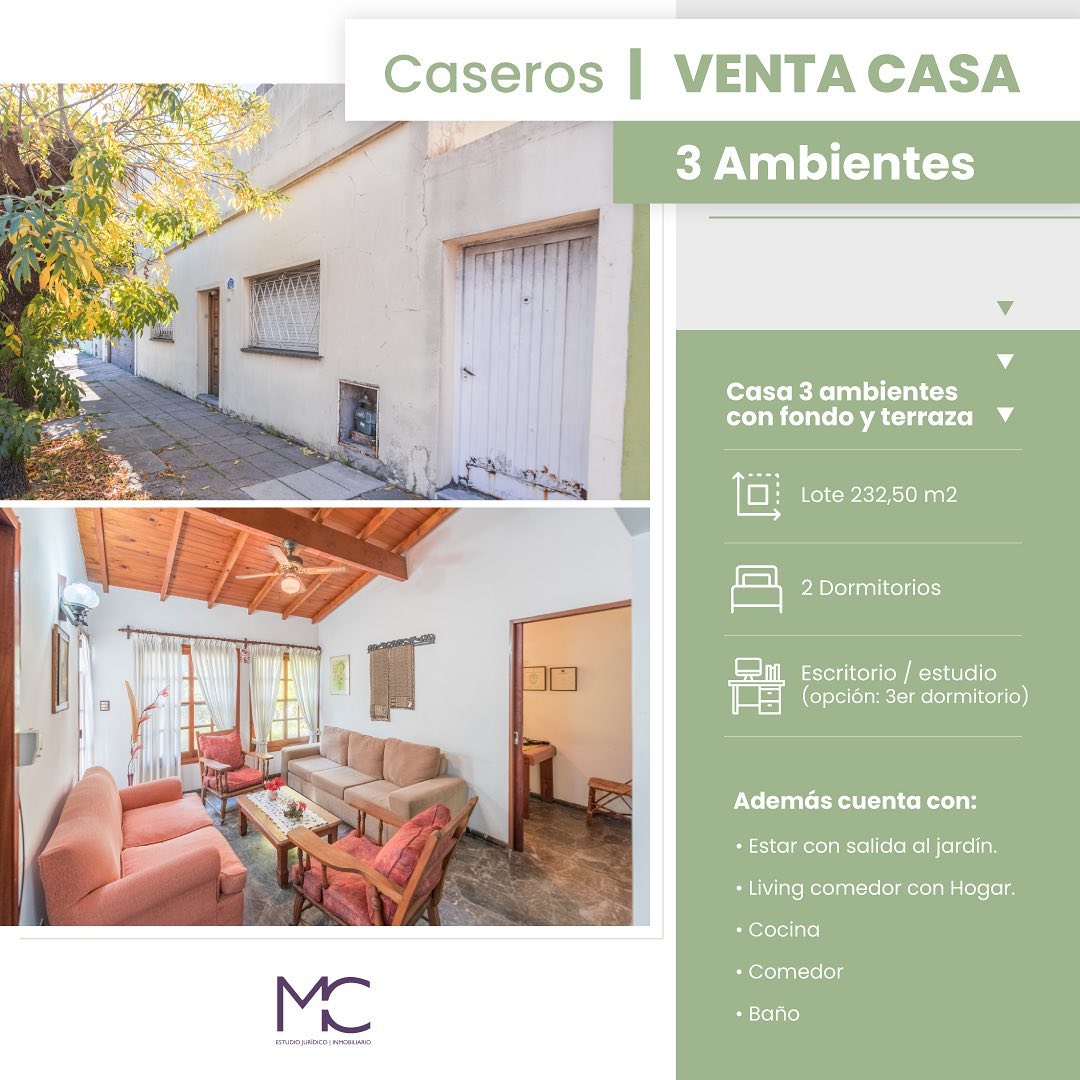 Caseros | VENTA CASA
3 Ambientes
Casa 3 ambientes
con fondo y terraza
Lote 232,50 m2
2 Dormitorios
Escritorio / estudio
(opción: 3er dormitorio)
Además cuenta con:
• Estar con salida al jardín.
• Living comedor con Hogar.
• Cocina
• Comedor
• Baño
MC
ESTUDIO JURÍDICO | INMOBILIARIO